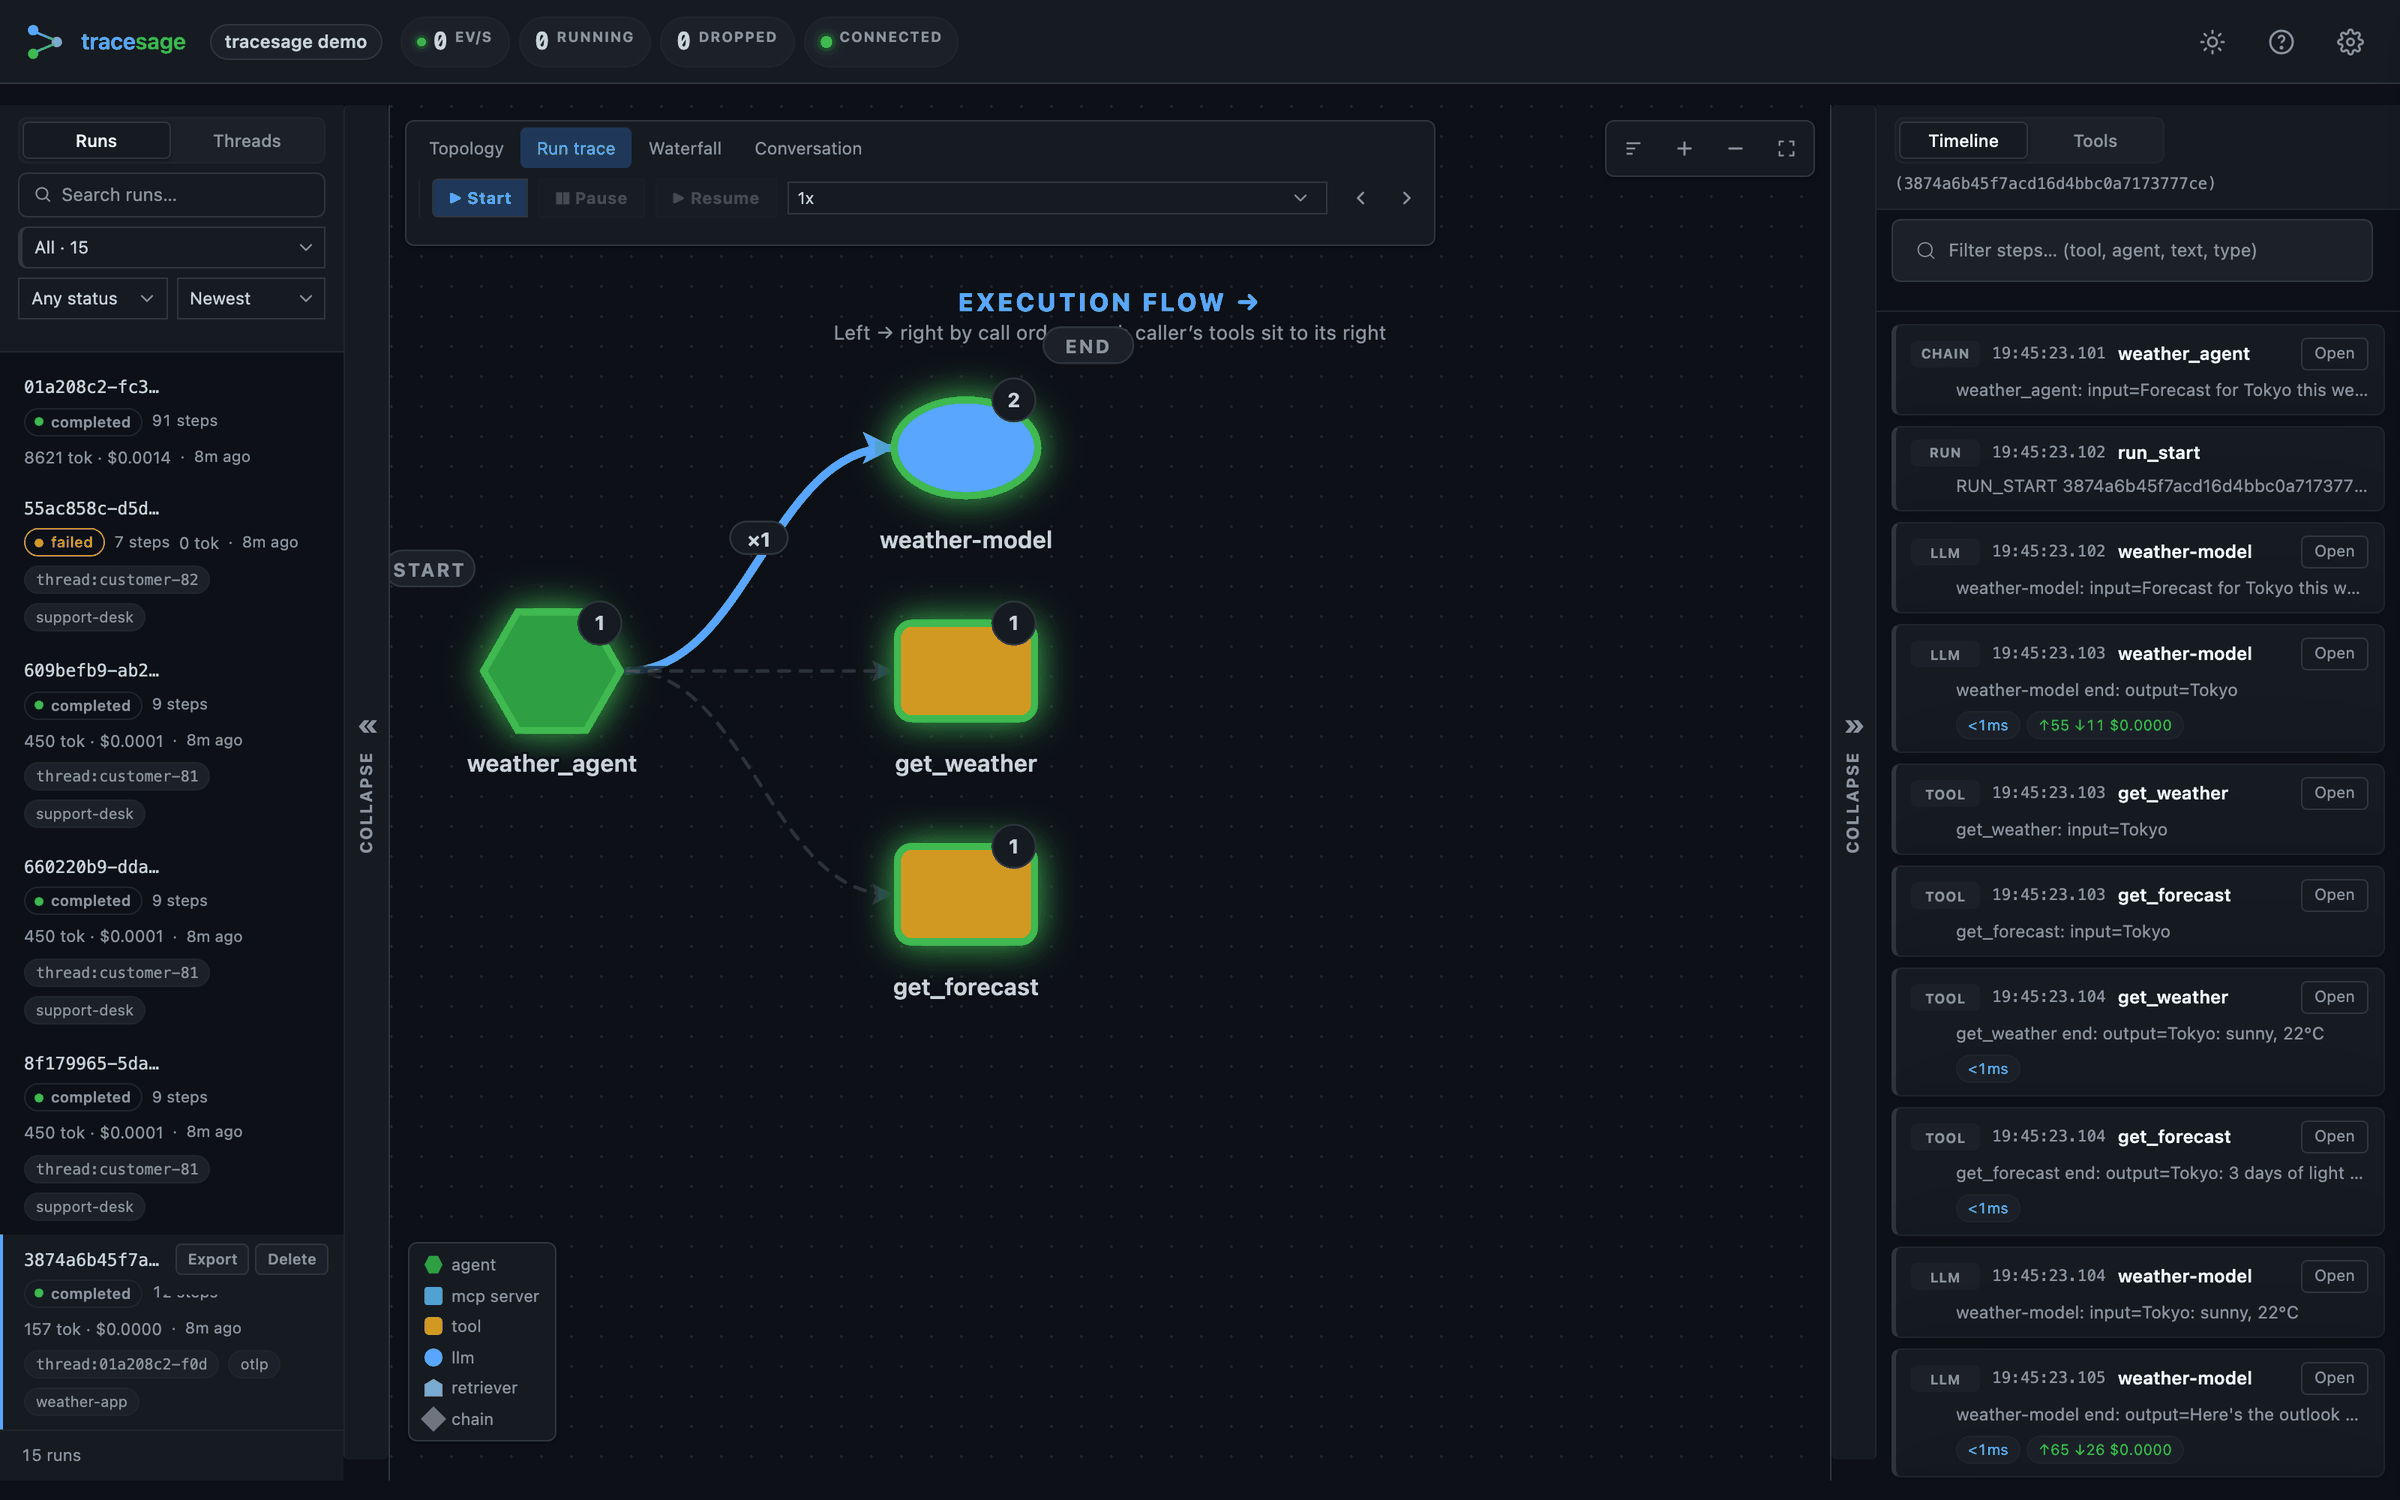 tracesage
tracesage demo
0 EV/S
0 RUNNING
0 DROPPED
CONNECTED
Runs
Threads
Search runs...
All · 15
Any status
Newest
01a208c2-fc3…
completed 91 steps
8621 tok · $0.0014 · 8m ago
55ac858c-d5d…
failed 7 steps 0 tok · 8m ago
thread:customer-82
support-desk
609befb9-ab2…
completed 9 steps
450 tok · $0.0001 · 8m ago
thread:customer-81
support-desk
660220b9-dda…
completed 9 steps
450 tok · $0.0001 · 8m ago
thread:customer-81
support-desk
8f179965-5da…
completed 9 steps
450 tok · $0.0001 · 8m ago
thread:customer-81
support-desk
3874a6b45f7a… Export Delete
completed
157 tok · $0.0000 · 8m ago
thread:01a208c2-f0d otlp
weather-app
15 runs
« COLLAPSE
Topology Run trace Waterfall Conversation
Start Pause Resume 1x
EXECUTION FLOW →
Left → right by call caller's tools sit to its right
END
START
2
weather-model
×1
1
weather_agent
1
get_weather
1
get_forecast
agent
mcp server
tool
llm
retriever
chain
» COLLAPSE
Timeline
Tools
(3874a6b45f7acd16d4bbc0a7173777ce)
Filter steps... (tool, agent, text, type)
CHAIN 19:45:23.101 weather_agent Open
weather_agent: input=Forecast for Tokyo this we...
RUN 19:45:23.102 run_start
RUN_START 3874a6b45f7acd16d4bbc0a717377...
LLM 19:45:23.102 weather-model Open
weather-model: input=Forecast for Tokyo this w...
LLM 19:45:23.103 weather-model Open
weather-model end: output=Tokyo
<1ms ↑55 ↓11 $0.0000
TOOL 19:45:23.103 get_weather Open
get_weather: input=Tokyo
TOOL 19:45:23.103 get_forecast Open
get_forecast: input=Tokyo
TOOL 19:45:23.104 get_weather Open
get_weather end: output=Tokyo: sunny, 22°C
<1ms
TOOL 19:45:23.104 get_forecast Open
get_forecast end: output=Tokyo: 3 days of light ...
<1ms
LLM 19:45:23.104 weather-model Open
weather-model: input=Tokyo: sunny, 22°C
LLM 19:45:23.105 weather-model Open
weather-model end: output=Here's the outlook ...
<1ms ↑65 ↓26 $0.0000